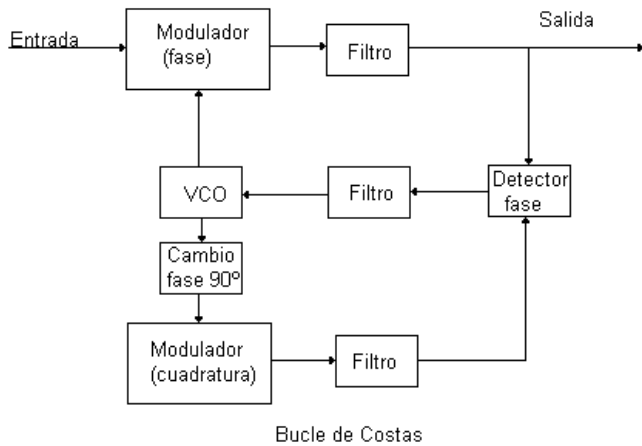 Entrada
Modulador
(fase)
Filtro
Salida
VCO
Filtro
Detector
fase
Cambio
fase 90º
Modulador
(cuadratura)
Filtro
Bucle de Costas